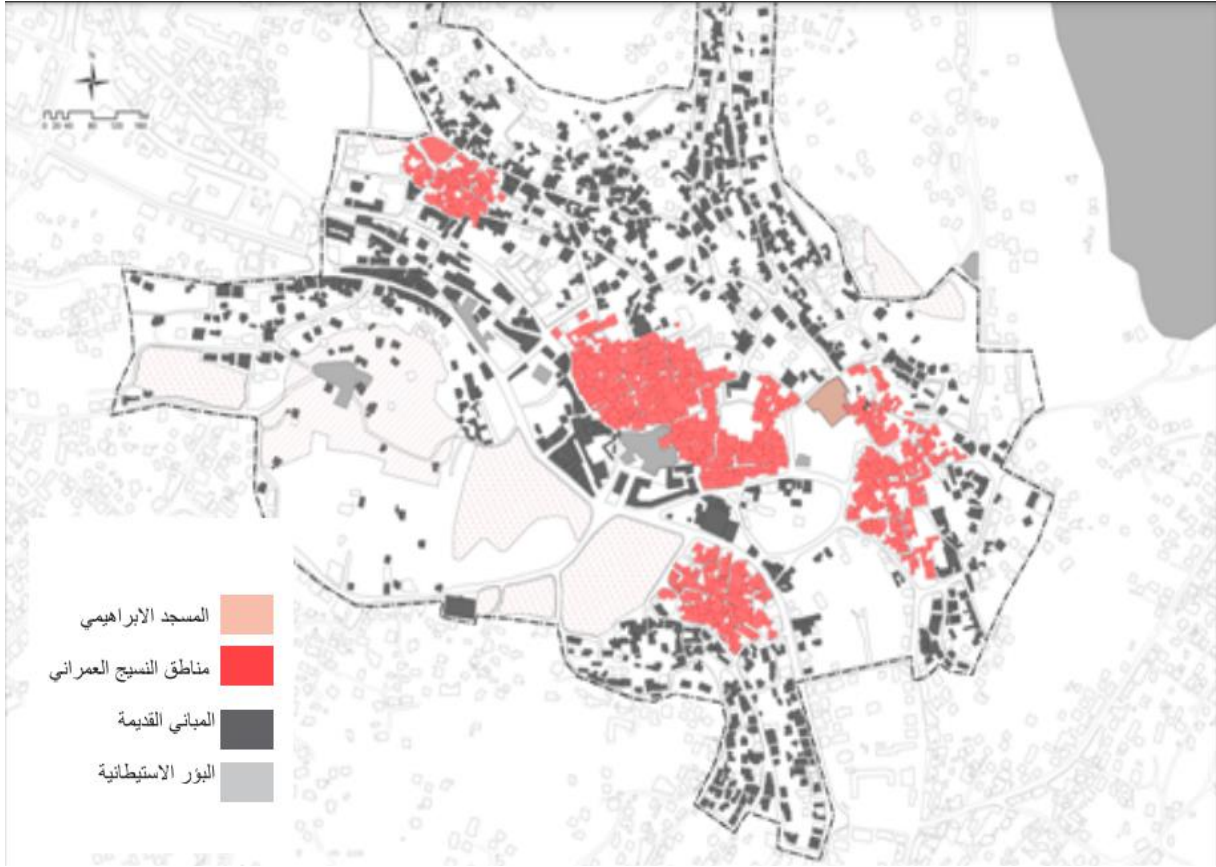 المسجد الابراهيمي
مناطق النسيج العمراني
المباني القديمة
البؤر الاستيطانية